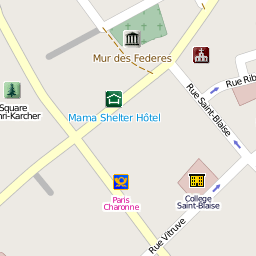 Mur des Federes
Rue Rib
Rue Saint-Blaise
Square
nn-Karcher
Mama Shelter Hôtel
Paris
Charonne
College
Saint-Blaise
Rue Vitruve